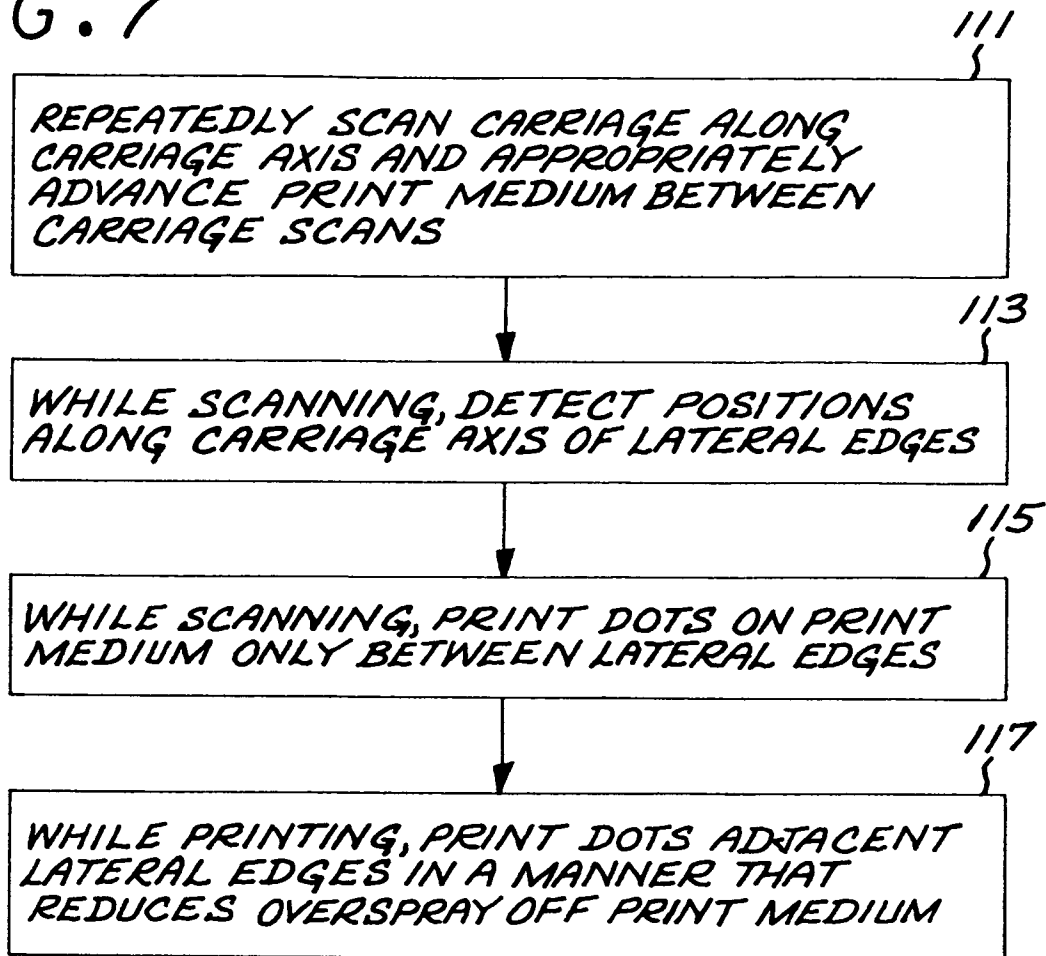 G. 7
111
REPEATEDLY SCAN CARRIAGE ALONG
CARRIAGE AXIS AND APPROPRIATELY
ADVANCE PRINT MEDIUM BETWEEN
CARRIAGE SCANS
113
WHILE SCANNING, DETECT POSITIONS
ALONG CARRIAGE AXIS OF LATERAL EDGES
115
WHILE SCANNING, PRINT DOTS ON PRINT
MEDIUM ONLY BETWEEN LATERAL EDGES
117
WHILE PRINTING, PRINT DOTS ADJACENT
LATERAL EDGES IN A MANNER THAT
REDUCES OVERSPRAY OFF PRINT MEDIUM